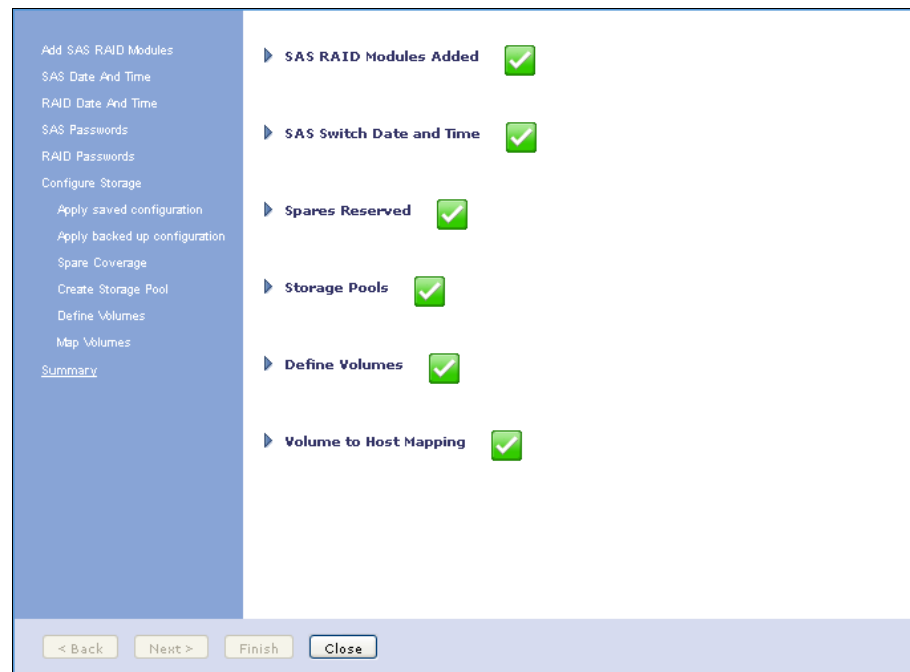 Add SAS RAID Modules
SAS Date And Time
RAID Date And Time
SAS Passwords
RAID Passwords
Configure Storage
Apply saved configuration
Apply backed up configuration
Spare Coverage
Create Storage Pool
Define Volumes
Map Volumes
Summary
SAS RAID Modules Added
SAS Switch Date and Time
Spares Reserved
Storage Pools
Define Volumes
Volume to Host Mapping
< Back
Next >
Finish
Close